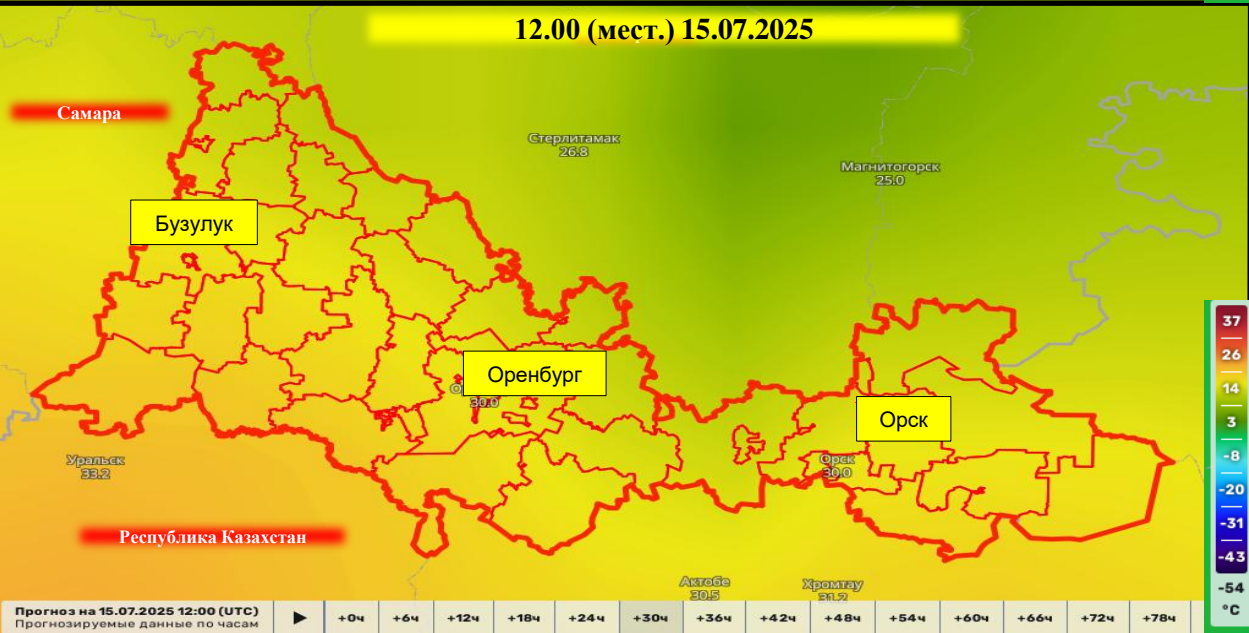 12.00 (мест.) 15.07.2025
Самара
Стерлитамак
26.8
Магнитогорск
25.0
Бузулук
Оренбург
30.0
Орск
Орск
30.0
Уральск
33.2
Республика Казахстан
Актобе
30.5
Хромтау
31.2
37
26
14
3
-8
-20
-31
-43
-54
°C
Прогноз на 15.07.2025 12:00 (UTC)
Прогнозируемые данные по часам
+0ч +6ч +12ч +18ч +24ч +30ч +36ч +42ч +48ч +54ч +60ч +66ч +72ч +78ч